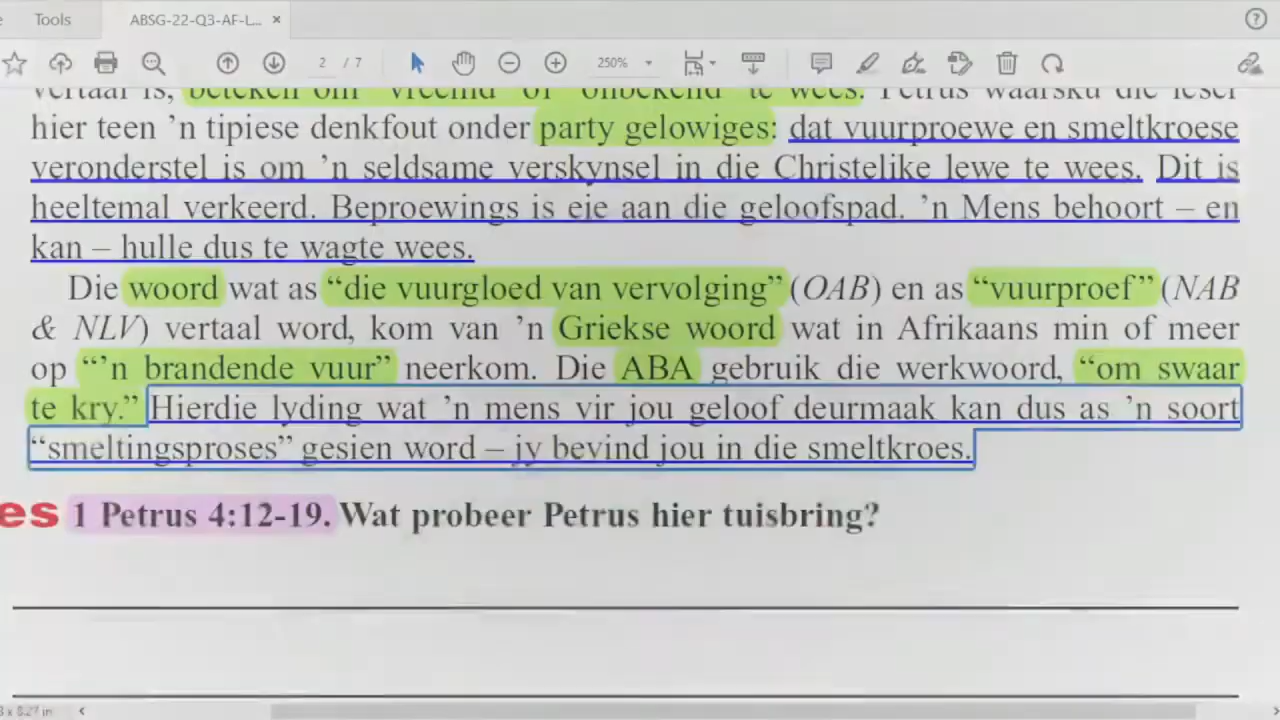 Tools
ABSG-22-Q3-AF-L... ×
2 / 7
250%
vertaal is, beteken om “vreemd” of “onbekend” te wees. Petrus waarsku die leser
hier teen ’n tipiese denkfout onder party gelowiges: dat vuurproewe en smeltkroese
veronderstel is om ’n seldsame verskynsel in die Christelike lewe te wees. Dit is
heeltemal verkeerd. Beproewings is eie aan die geloofspad. ’n Mens behoort – en
kan – hulle dus te wagte wees.
Die woord wat as “die vuurgloed van vervolging” (OAB) en as “vuurproef” (NAB
& NLV) vertaal word, kom van ’n Griekse woord wat in Afrikaans min of meer
op “’n brandende vuur” neerkom. Die ABA gebruik die werkwoord, “om swaar
te kry.” Hierdie lyding wat ’n mens vir jou geloof deurmaak kan dus as ’n soort
“smeltingsproses” gesien word – jy bevind jou in die smeltkroes.
es 1 Petrus 4:12-19. Wat probeer Petrus hier tuisbring?
x 8.27 in